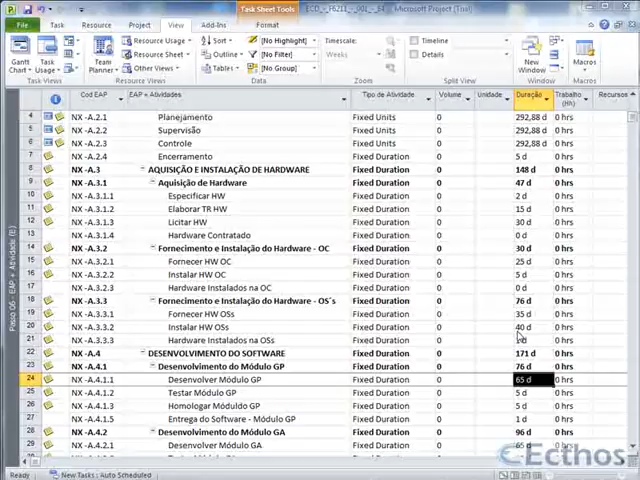 Task Sheet Tools
ECD - F6211 - J01 - S4 - Microsoft Project (Trial)
File Task Resource Project View Add-Ins Format
Gantt Chart Task Usage
Task Views
Team Planner
Resource Usage
Resource Sheet
Other Views
Resource Views
Sort
Outline
Tables
[No Highlight]
[No Filter]
[No Group]
Data
Timescale:
Zoom
Timeline
Details
Split View
New Window
Window
Macros
Macros
Cod EAP EAP + Atividades Tipo de Atividade Volume Unidade Duração Trabalho (Hh) Recursos
4 NX -A.2.1 Planejamento Fixed Units 0 292,88 d 0 hrs
5 NX -A.2.2 Supervisão Fixed Units 0 292,88 d 0 hrs
6 NX -A.2.3 Controle Fixed Units 0 292,88 d 0 hrs
7 NX -A.2.4 Encerramento Fixed Duration 0 5 d 0 hrs
8 NX -A.3 AQUISIÇÃO E INSTALAÇÃO DE HARDWARE Fixed Duration 0 148 d 0 hrs
9 NX -A.3.1 Aquisição de Hardware Fixed Duration 0 47 d 0 hrs
10 NX -A.3.1.1 Especificar HW Fixed Duration 0 2 d 0 hrs
11 NX -A.3.1.2 Elaborar TR HW Fixed Duration 0 15 d 0 hrs
12 NX -A.3.1.3 Licitar HW Fixed Duration 0 30 d 0 hrs
13 NX -A.3.1.4 Hardware Contratado Fixed Duration 0 0 d 0 hrs
14 NX -A.3.2 Fornecimento e Instalação do Hardware - OC Fixed Duration 0 30 d 0 hrs
15 NX -A.3.2.1 Fornecer HW OC Fixed Duration 0 25 d 0 hrs
16 NX -A.3.2.2 Instalar HW OC Fixed Duration 0 5 d 0 hrs
17 NX -A.3.2.3 Hardware Instalados na OC Fixed Duration 0 0 d 0 hrs
18 NX -A.3.3 Fornecimento e Instalação do Hardware - OS´s Fixed Duration 0 76 d 0 hrs
19 NX -A.3.3.1 Fornecer HW OSs Fixed Duration 0 35 d 0 hrs
20 NX -A.3.3.2 Instalar HW OSs Fixed Duration 0 40 d 0 hrs
21 NX -A.3.3.3 Hardware Instalados na OSs Fixed Duration 0 d 0 hrs
22 NX -A.4 DESENVOLVIMENTO DO SOFTWARE Fixed Duration 0 171 d 0 hrs
23 NX -A.4.1 Desenvolvimento do Módulo GP Fixed Duration 0 76 d 0 hrs
24 NX -A.4.1.1 Desenvolver Módulo GP Fixed Duration 0 65 d 0 hrs
25 NX -A.4.1.2 Testar Módulo GP Fixed Duration 0 5 d 0 hrs
26 NX -A.4.1.3 Homologar Módudlo GP Fixed Duration 0 5 d 0 hrs
27 NX -A.4.1.5 Entrega do Software - Módulo GP Fixed Duration 0 1 d 0 hrs
28 NX -A.4.2 Desenvolvimento do Módulo GA Fixed Duration 0 96 d 0 hrs
29 NX -A.4.2.1 Desenvolver Módulo GA Fixed Duration 0 65 d 0 hrs
Passo 06 - EAP + Atividade (E)
Ecthos
Ready New Tasks : Auto Scheduled